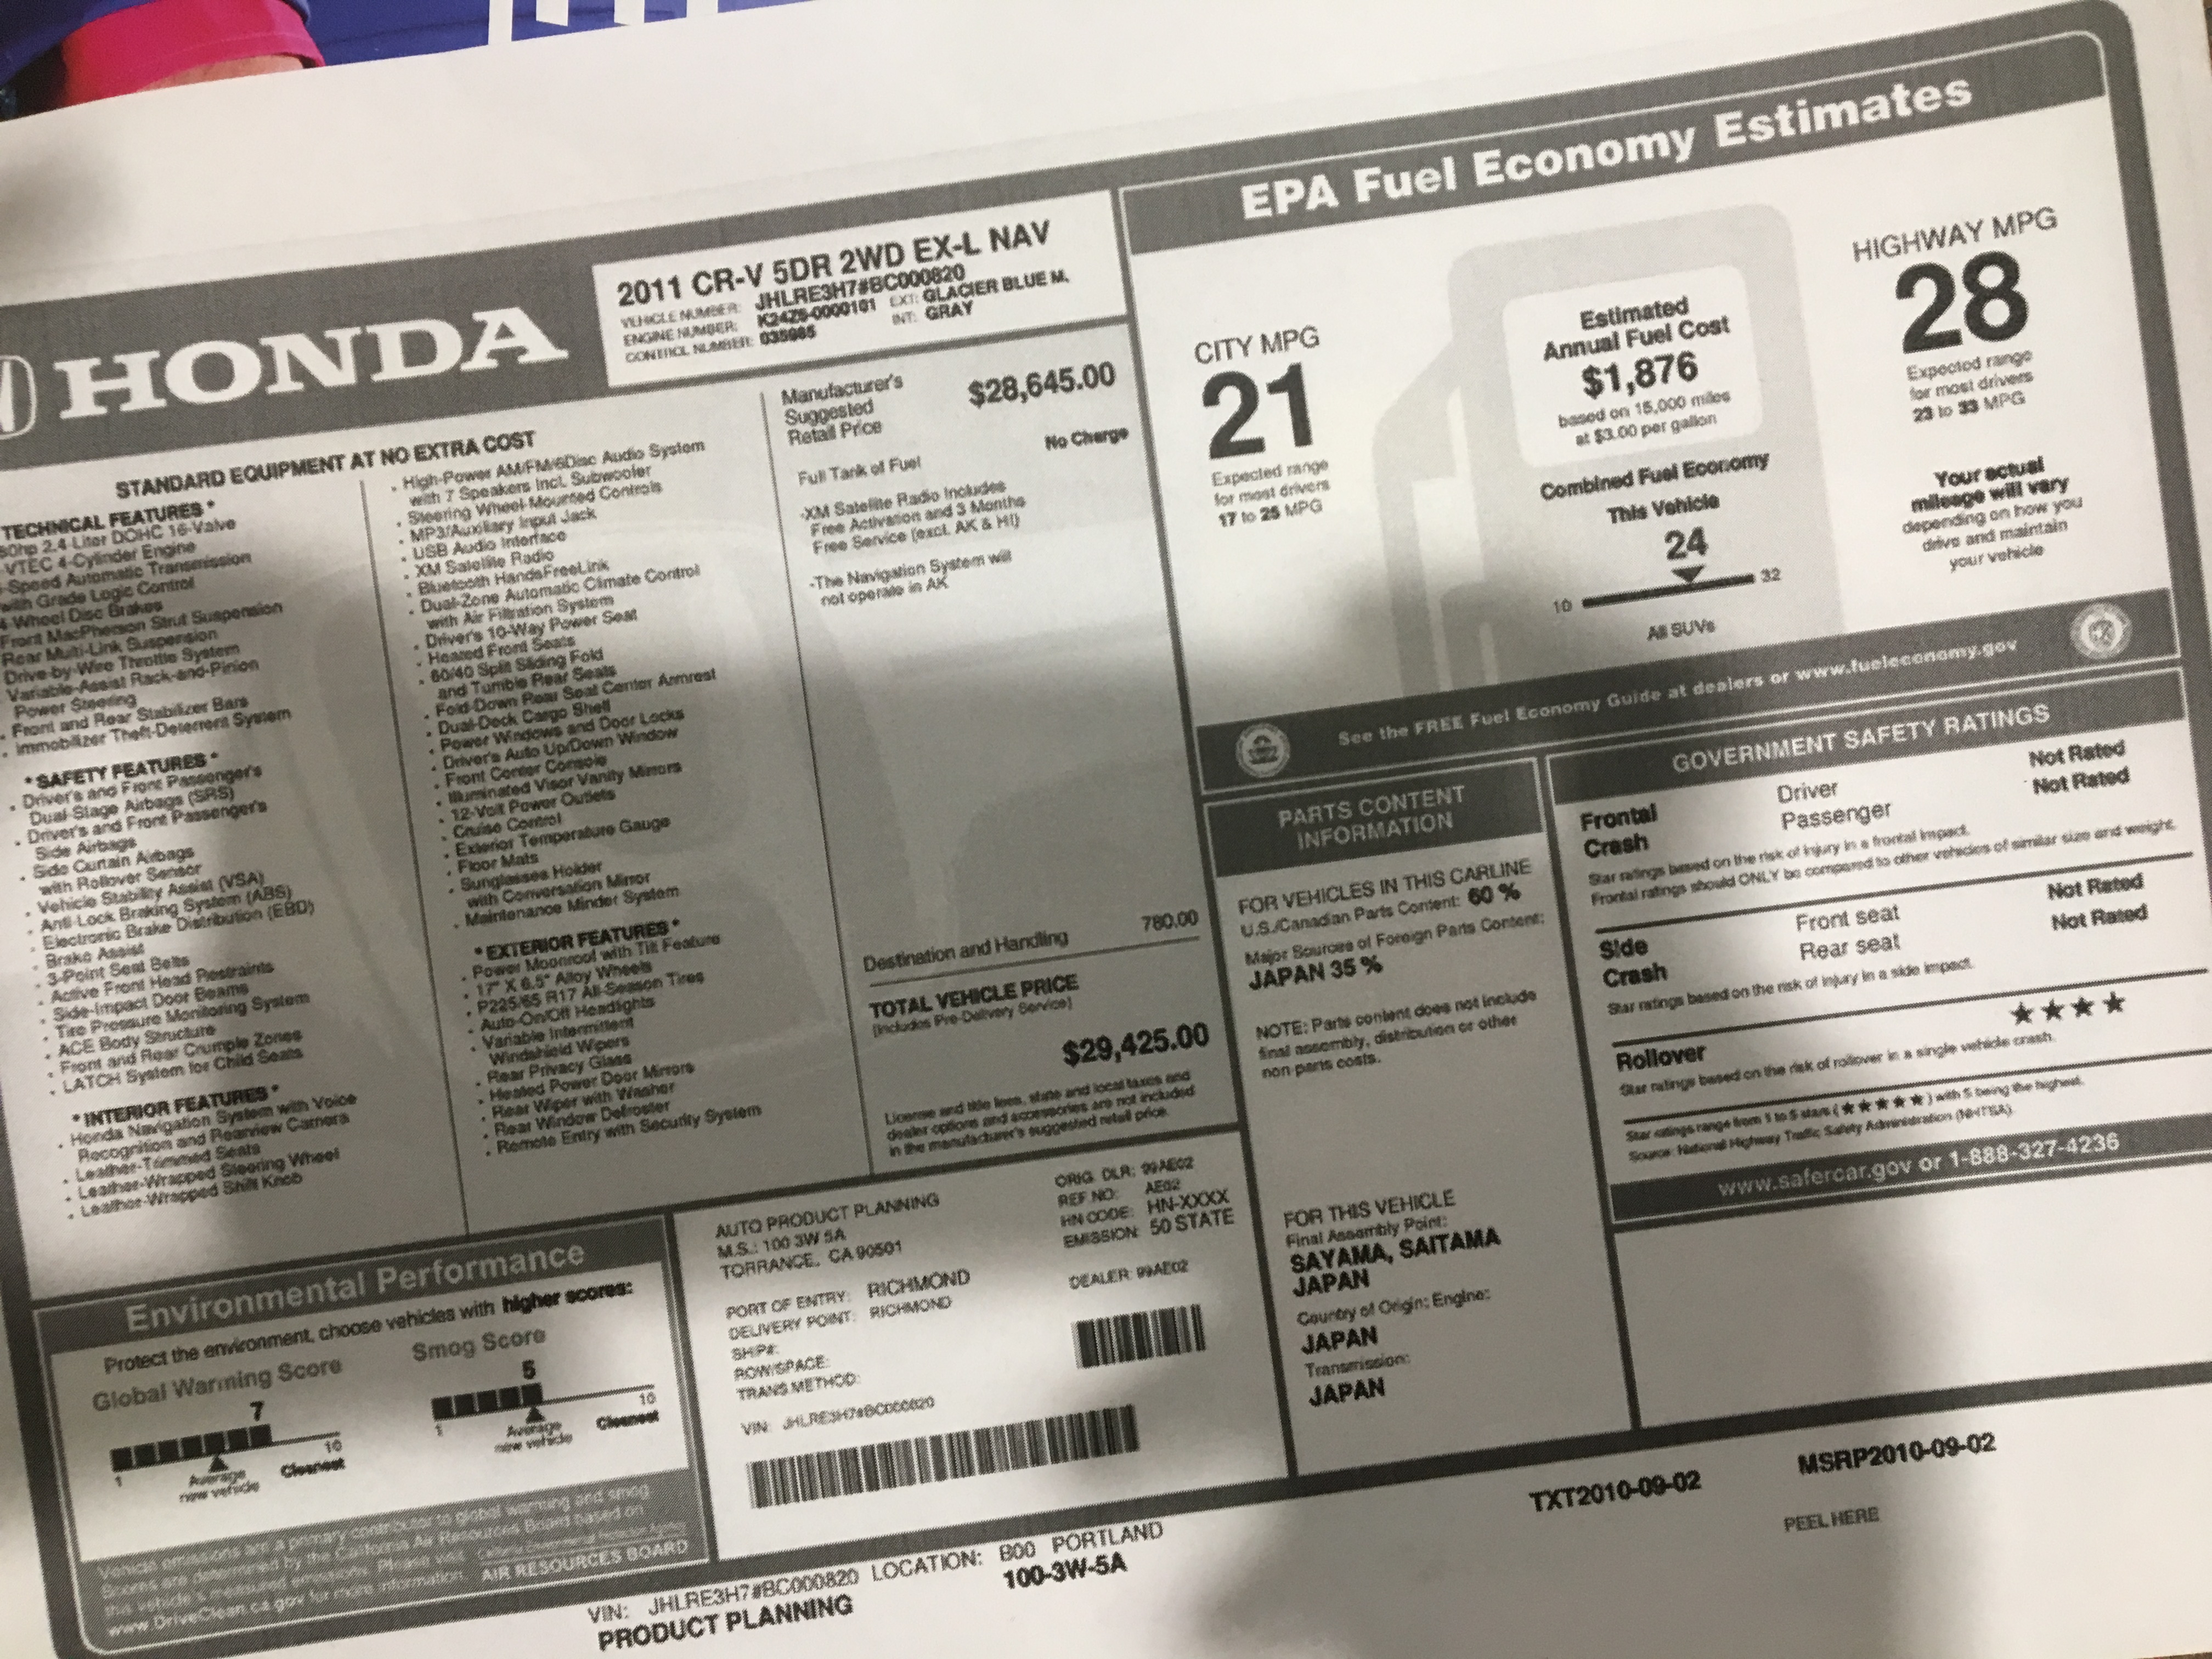 HONDA
2011 CR-V 5DR 2WD EX-L NAV
VEHICLE NUMBER: JHLRE3H7#BC000820
ENGINE NUMBER: K24Z6-0000101 EXT: GLACIER BLUE M.
CONTROL NUMBER: 035985 INT: GRAY
STANDARD EQUIPMENT AT NO EXTRA COST
TECHNICAL FEATURES *
2.4 Liter DOHC 16-Valve
VTEC 4-Cylinder Engine
-Speed Automatic Transmission
with Grade Logic Control
4 Wheel Disc Brakes
Front MacPherson Strut Suspension
Rear Multi-Link Suspension
Drive-by-Wire Throttle System
Variable-Assist Rack-and-Pinion
Power Steering
• Front and Rear Stabilizer Bars
• Immobilizer Theft-Deterrent System
* SAFETY FEATURES *
• Driver's and Front Passenger's
Dual Stage Airbags (SRS)
• Driver's and Front Passenger's
Side Airbags
• Side Curtain Airbags
with Rollover Sensor
• Vehicle Stability Assist (VSA)
• Anti-Lock Braking System (ABS)
• Electronic Brake Distribution (EBD)
• Brake Assist
• 3-Point Seat Belts
• Active Front Head Restraints
• Side-Impact Door Beams
• Tire Pressure Monitoring System
• ACE Body Structure
• Front and Rear Crumple Zones
• LATCH System for Child Seats
* INTERIOR FEATURES *
• Honda Navigation System with Voice
Recognition and Rearview Camera
• Leather-Trimmed Seats
• Leather-Wrapped Steering Wheel
• Leather-Wrapped Shift Knob
• High-Power AM/FM/6Disc Audio System
with 7 Speakers Incl. Subwoofer
• Steering Wheel-Mounted Controls
• MP3/Auxiliary Input Jack
• USB Audio Interface
• XM Satellite Radio
• Bluetooth HandsFreeLink
• Dual-Zone Automatic Climate Control
with Air Filtration System
• Driver's 10-Way Power Seat
• Heated Front Seats
• 60/40 Split Sliding Fold
and Tumble Rear Seats
• Fold-Down Rear Seat Center Armrest
• Dual-Deck Cargo Shelf
• Power Windows and Door Locks
• Driver's Auto Up/Down Window
• Front Center Console
• Illuminated Visor Vanity Mirrors
• 12-Volt Power Outlets
• Cruise Control
• Exterior Temperature Gauge
• Floor Mats
• Sunglasses Holder
with Conversation Mirror
• Maintenance Minder System
* EXTERIOR FEATURES *
• Power Moonroof with Tilt Feature
• 17" X 6.5" Alloy Wheels
• P225/65 R17 All-Season Tires
• Auto-On/Off Headlights
• Variable Intermittent
Windshield Wipers
• Rear Privacy Glass
• Heated Power Door Mirrors
• Rear Wiper with Washer
• Rear Window Defroster
• Remote Entry with Security System
Manufacturer's
Suggested
Retail Price $28,645.00
Full Tank of Fuel No Charge
-XM Satellite Radio Includes
Free Activation and 3 Months
Free Service (excl. AK & HI)
-The Navigation System will
not operate in AK
Destination and Handling 780.00
TOTAL VEHICLE PRICE
(Includes Pre-Delivery Service) $29,425.00
License and title fees, state and local taxes and
dealer options and accessories are not included
in the manufacturer's suggested retail price.
Environmental Performance
Protect the environment, choose vehicles with higher scores:
Global Warning Score
7
1 10
Average
new vehicle
Cleanest
Smog Score
5
1 10
Average
new vehicle
Cleanest
Vehicle emissions are a primary contributor to global warming and smog.
Scores are determined by the California Air Resources Board based on
this vehicle's measured emissions. Please visit
www.DriveClean.ca.gov for more information. AIR RESOURCES BOARD
AUTO PRODUCT PLANNING
M.S.: 100 3W 5A
TORRANCE, CA 90501
PORT OF ENTRY: RICHMOND
DELIVERY POINT: RICHMOND
SHIP#:
ROW/SPACE:
TRANS METHOD:
VIN: JHLRE3H7#BC000820
ORIG. DLR: 99AE02
REF NO: AE02
HN CODE: HN-XXXX
EMISSION: 50 STATE
DEALER: 99AE02
VIN: JHLRE3H7#BC000820 LOCATION: B00 PORTLAND
PRODUCT PLANNING 100-3W-5A
EPA Fuel Economy Estimates
CITY MPG
21
Expected range
for most drivers
17 to 25 MPG
Estimated
Annual Fuel Cost
$1,876
based on 15,000 miles
at $3.00 per gallon
Combined Fuel Economy
This Vehicle
24
10 32
All SUVs
HIGHWAY MPG
28
Expected range
for most drivers
23 to 33 MPG
Your actual
mileage will vary
depending on how you
drive and maintain
your vehicle
See the FREE Fuel Economy Guide at dealers or www.fueleconomy.gov
PARTS CONTENT
INFORMATION
FOR VEHICLES IN THIS CARLINE
U.S./Canadian Parts Content: 60 %
Major Sources of Foreign Parts Content:
JAPAN 35 %
NOTE: Parts content does not include
final assembly, distribution or other
non parts costs.
FOR THIS VEHICLE
Final Assembly Point:
SAYAMA, SAITAMA
JAPAN
Country of Origin: Engine:
JAPAN
Transmission:
JAPAN
GOVERNMENT SAFETY RATINGS
Frontal Driver Not Rated
Crash Passenger Not Rated
Star ratings based on the risk of injury in a frontal impact.
Frontal ratings should ONLY be compared to other vehicles of similar size and weight.
Side Front seat Not Rated
Crash Rear seat Not Rated
Star ratings based on the risk of injury in a side impact.
Rollover ★★★★
Star ratings based on the risk of rollover in a single vehicle crash.
Star ratings range from 1 to 5 stars (★★★★★) with 5 being the highest.
Source: National Highway Traffic Safety Administration (NHTSA).
www.safercar.gov or 1-888-327-4236
TXT2010-09-02 MSRP2010-09-02
PEEL HERE